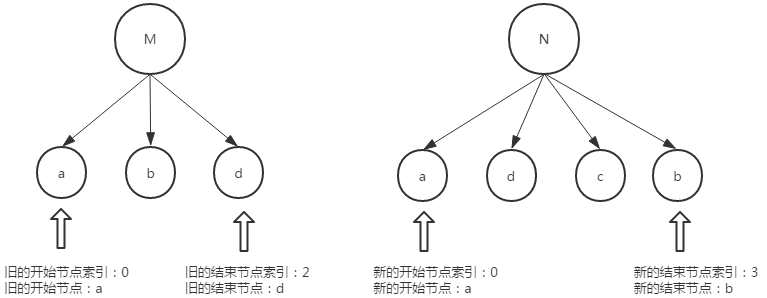 M
N
a
b
d
a
d
c
b
旧的开始节点索引：0
旧的开始节点：a
旧的结束节点索引：2
旧的结束节点：d
新的开始节点索引：0
新的开始节点：a
新的结束节点索引：3
新的结束节点：b